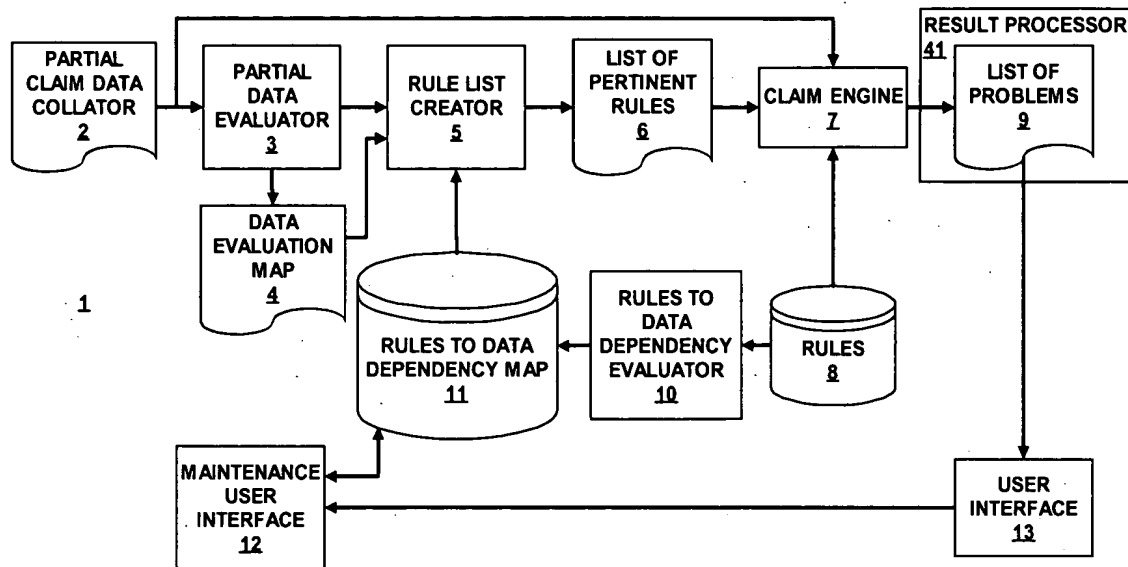 PARTIAL
CLAIM DATA
COLLATOR
2
PARTIAL
DATA
EVALUATOR
3
RULE LIST
CREATOR
5
LIST OF
PERTINENT
RULES
6
CLAIM ENGINE
7
RESULT PROCESSOR
41
LIST OF
PROBLEMS
9
DATA
EVALUATION
MAP
4
1
RULES TO DATA
DEPENDENCY MAP
11
RULES TO
DATA
DEPENDENCY
EVALUATOR
10
RULES
8
MAINTENANCE
USER
INTERFACE
12
USER
INTERFACE
13